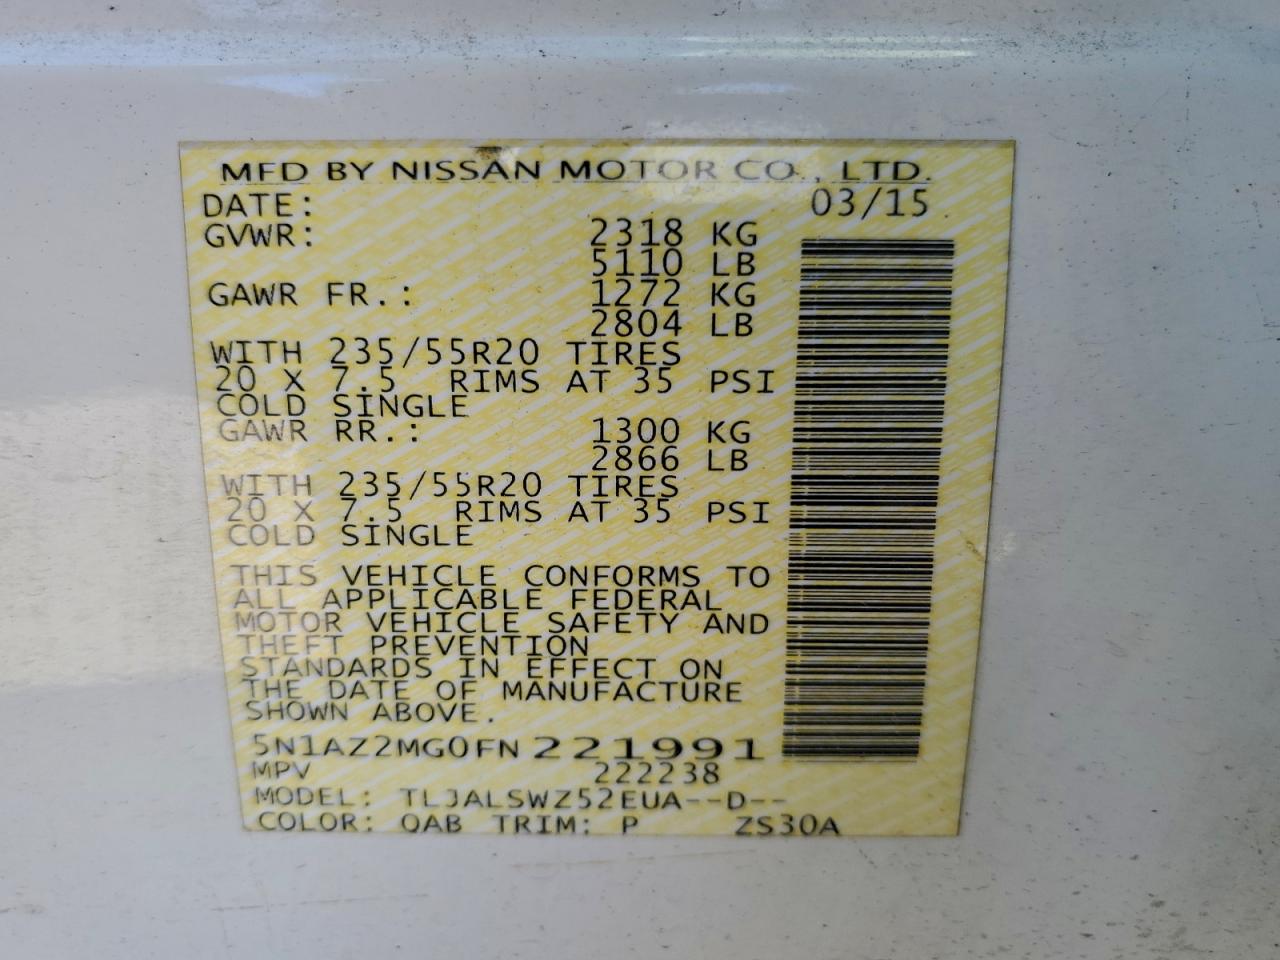 MFD BY NISSAN MOTOR CO., LTD.
DATE: 03/15
GVWR: 2318 KG
5110 LB
GAWR FR.: 1272 KG
2804 LB
WITH 235/55R20 TIRES
20 X 7.5 RIMS AT 35 PSI
COLD SINGLE
GAWR RR.: 1300 KG
2866 LB
WITH 235/55R20 TIRES
20 X 7.5 RIMS AT 35 PSI
COLD SINGLE
THIS VEHICLE CONFORMS TO
ALL APPLICABLE FEDERAL
MOTOR VEHICLE SAFETY AND
THEFT PREVENTION
STANDARDS IN EFFECT ON
THE DATE OF MANUFACTURE
SHOWN ABOVE.
5N1AZ2MG0FN221991
MPV 222238
MODEL: TLJALSWZ52EUA--D--
COLOR: QAB TRIM: P ZS30A